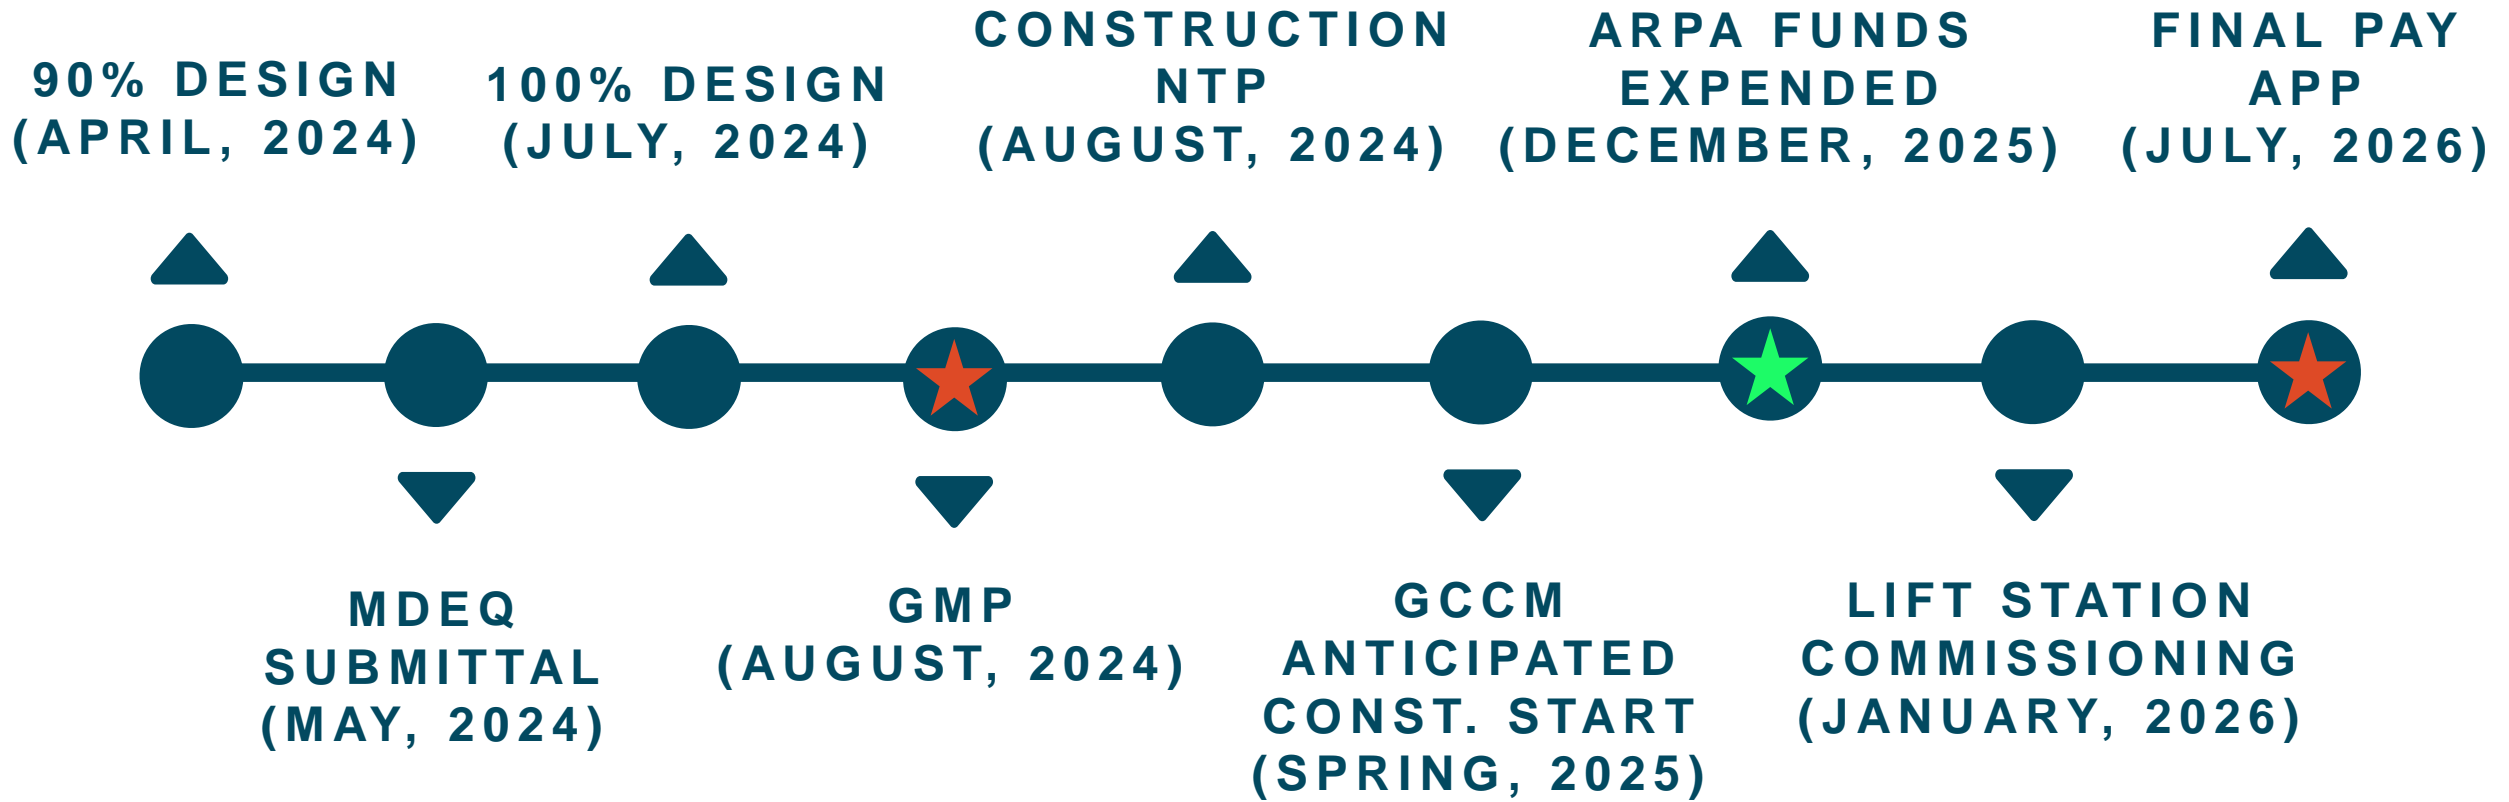 90% DESIGN
(APRIL, 2024)
MDEQ
SUBMITTAL
(MAY, 2024)
100% DESIGN
(JULY, 2024)
GMP
(AUGUST, 2024)
CONSTRUCTION
NTP
(AUGUST, 2024)
GCCM
ANTICIPATED
CONST. START
(SPRING, 2025)
ARPA FUNDS
EXPENDED
(DECEMBER, 2025)
LIFT STATION
COMMISSIONING
(JANUARY, 2026)
FINAL PAY
APP
(JULY, 2026)